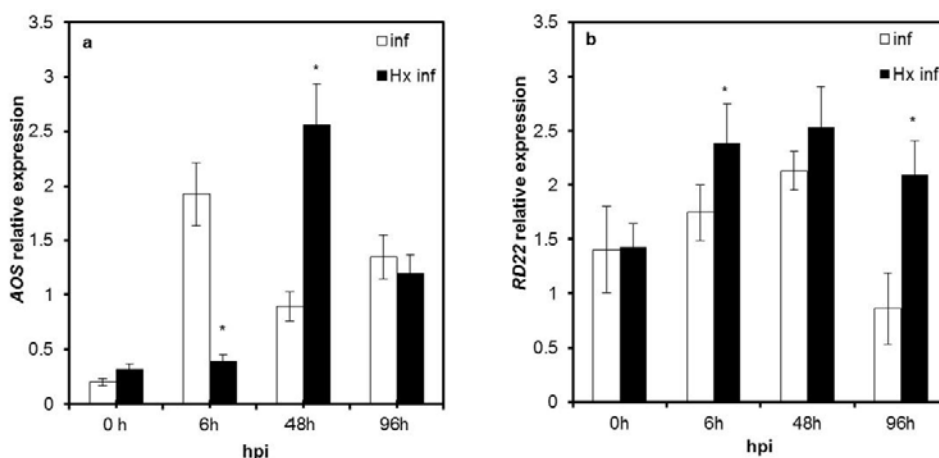 a
inf
Hx inf
AOS relative expression
3.5
3
2.5
2
1.5
1
0.5
0
*
*
0 h 6h 48h 96h
hpi
b
inf
Hx inf
RD22 relative expression
3.5
3
2.5
2
1.5
1
0.5
0
*
*
0h 6h 48h 96h
hpi